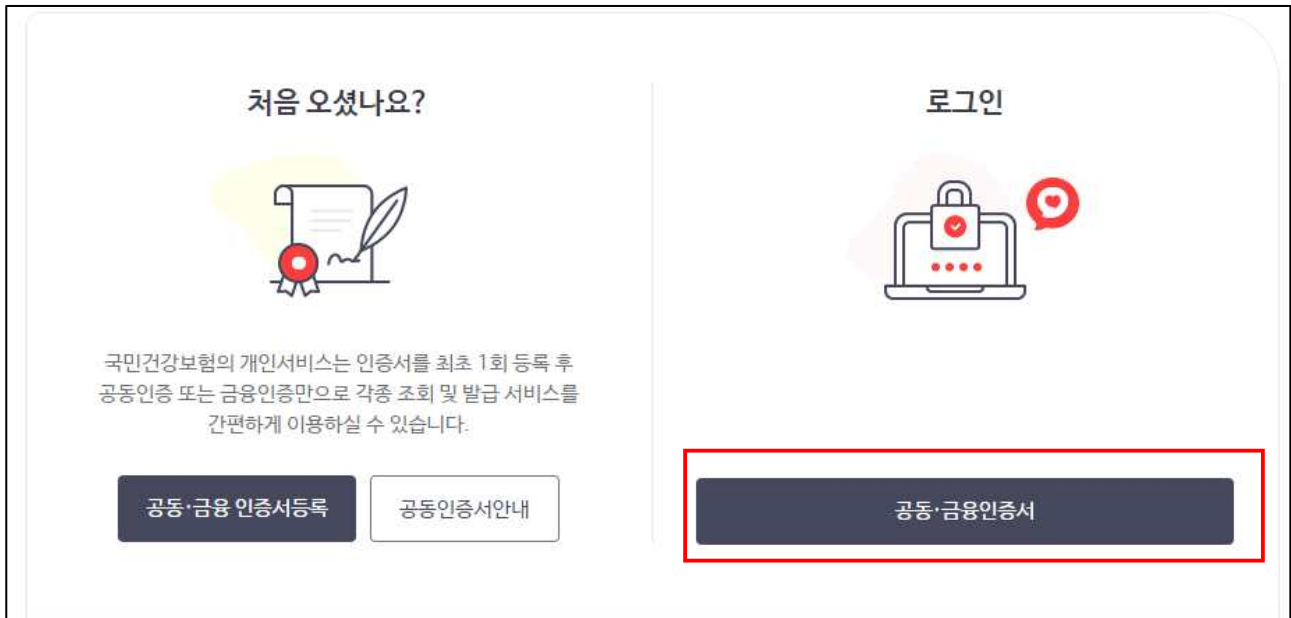 처음 오셨나요?
국민건강보험의 개인서비스는 인증서를 최초 1회 등록 후
공동인증 또는 금융인증만으로 각종 조회 및 발급 서비스를
간편하게 이용하실 수 있습니다.
공동·금융 인증서등록
공동인증서안내
로그인
공동·금융인증서